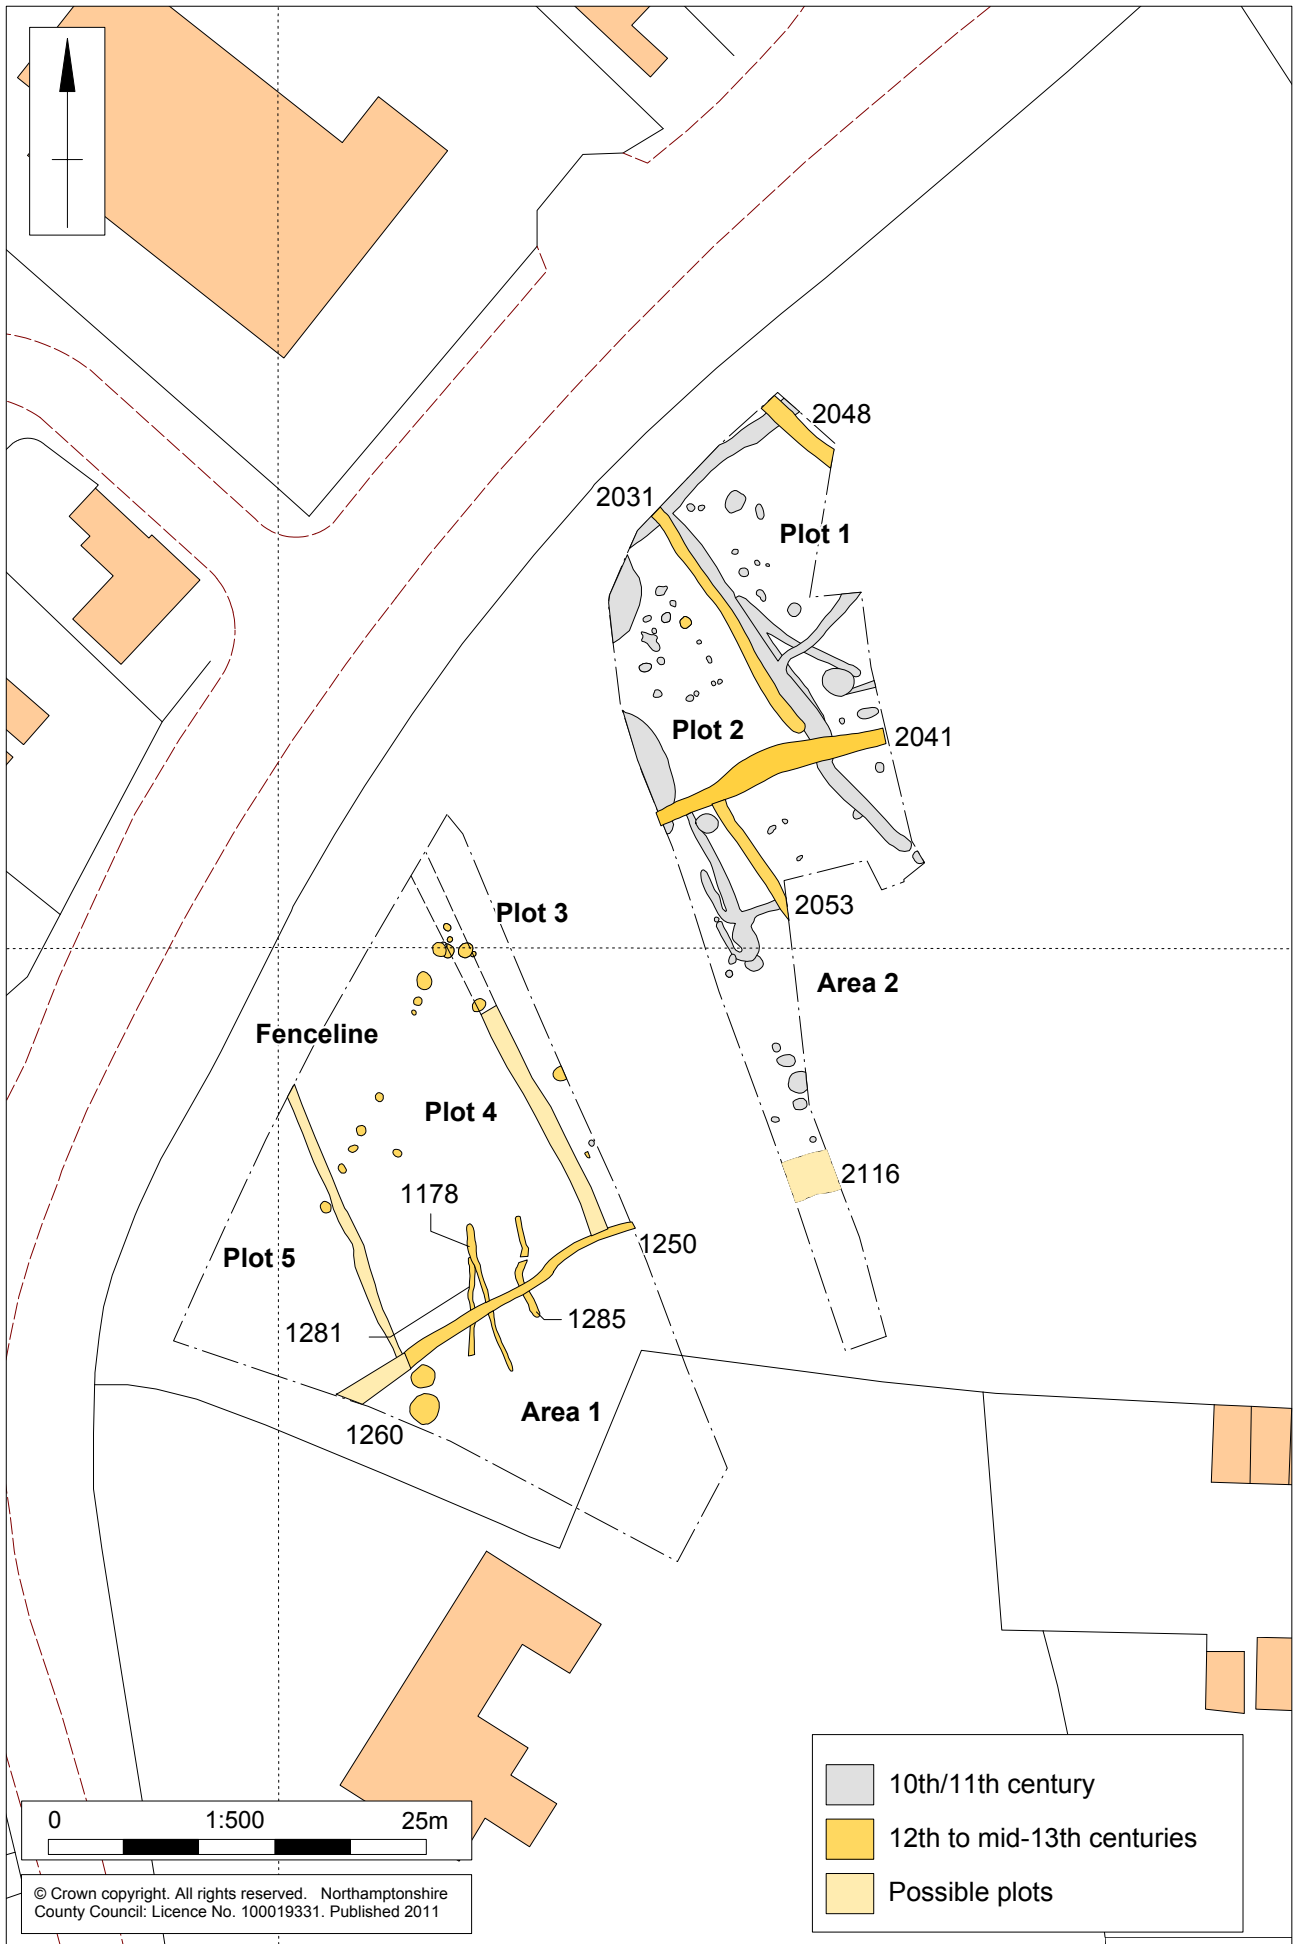 2048
2031
Plot 1
Plot 2
2041
2053
Plot 3
Area 2
Fenceline
Plot 4
2116
1178
1250
Plot 5
1285
1281
Area 1
1260
10th/11th century
12th to mid-13th centuries
Possible plots
0 1:500 25m
© Crown copyright. All rights reserved. Northamptonshire
County Council: Licence No. 100019331. Published 2011